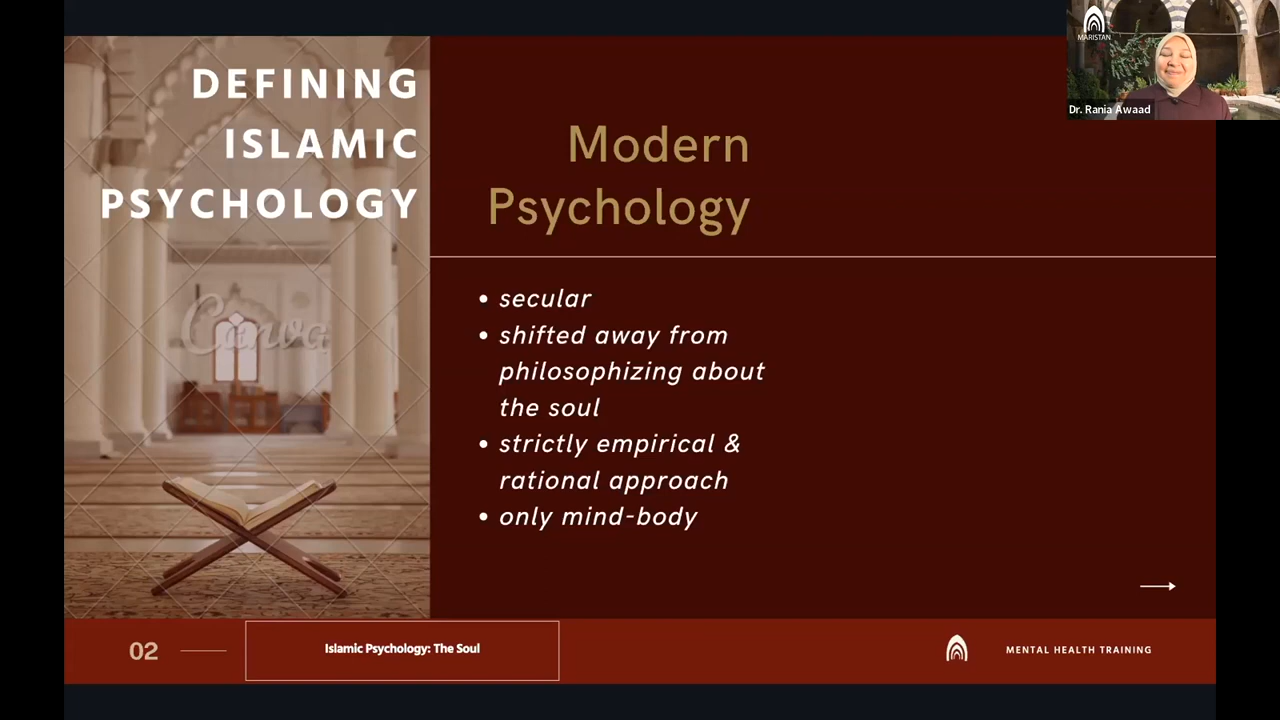 DEFINING
ISLAMIC
PSYCHOLOGY
Canva
Modern
Psychology
• secular
• shifted away from
philosophizing about
the soul
• strictly empirical &
rational approach
• only mind-body
02
Islamic Psychology: The Soul
MENTAL HEALTH TRAINING
MARISTAN
Dr. Rania Awaad